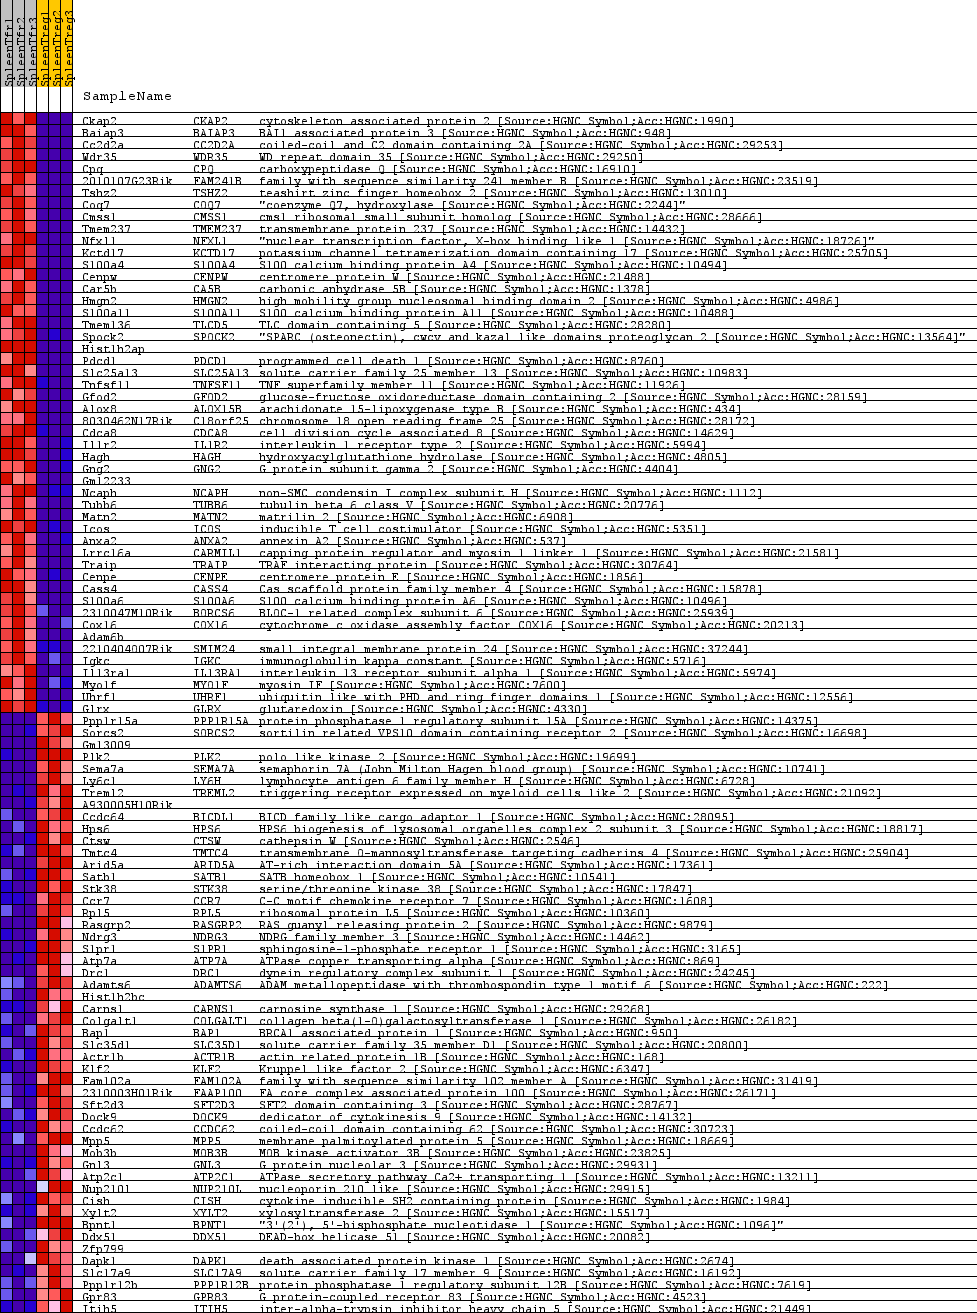 SpleenTfr1
SpleenTfr2
SpleenTfr3
SpleenTreg1
SpleenTreg2
SpleenTreg3
SampleName
Ckap2 CKAP2 cytoskeleton associated protein 2 [Source:HGNC Symbol;Acc:HGNC:1990]
Baiap3 BAIAP3 BAI1 associated protein 3 [Source:HGNC Symbol;Acc:HGNC:948]
Cc2d2a CC2D2A coiled-coil and C2 domain containing 2A [Source:HGNC Symbol;Acc:HGNC:29253]
Wdr35 WDR35 WD repeat domain 35 [Source:HGNC Symbol;Acc:HGNC:29250]
Cpq CPQ carboxypeptidase Q [Source:HGNC Symbol;Acc:HGNC:16910]
2010107G23Rik FAM241B family with sequence similarity 241 member B [Source:HGNC Symbol;Acc:HGNC:23519]
Tshz2 TSHZ2 teashirt zinc finger homeobox 2 [Source:HGNC Symbol;Acc:HGNC:13010]
Coq7 COQ7 "coenzyme Q7, hydroxylase [Source:HGNC Symbol;Acc:HGNC:2244]"
Cmss1 CMSS1 cms1 ribosomal small subunit homolog [Source:HGNC Symbol;Acc:HGNC:28666]
Tmem237 TMEM237 transmembrane protein 237 [Source:HGNC Symbol;Acc:HGNC:14432]
Nfxl1 NFXL1 "nuclear transcription factor, X-box binding like 1 [Source:HGNC Symbol;Acc:HGNC:18726]"
Kctd17 KCTD17 potassium channel tetramerization domain containing 17 [Source:HGNC Symbol;Acc:HGNC:25705]
S100a4 S100A4 S100 calcium binding protein A4 [Source:HGNC Symbol;Acc:HGNC:10494]
Cenpw CENPW centromere protein W [Source:HGNC Symbol;Acc:HGNC:21488]
Car5b CA5B carbonic anhydrase 5B [Source:HGNC Symbol;Acc:HGNC:1378]
Hmgn2 HMGN2 high mobility group nucleosomal binding domain 2 [Source:HGNC Symbol;Acc:HGNC:4986]
S100a11 S100A11 S100 calcium binding protein A11 [Source:HGNC Symbol;Acc:HGNC:10488]
Tmem136 TLCD5 TLC domain containing 5 [Source:HGNC Symbol;Acc:HGNC:28280]
Spock2 SPOCK2 "SPARC (osteonectin), cwcv and kazal like domains proteoglycan 2 [Source:HGNC Symbol;Acc:HGNC:13564]"
Hist1h2ap
Pdcd1 PDCD1 programmed cell death 1 [Source:HGNC Symbol;Acc:HGNC:8760]
Slc25a13 SLC25A13 solute carrier family 25 member 13 [Source:HGNC Symbol;Acc:HGNC:10983]
Tnfsf11 TNFSF11 TNF superfamily member 11 [Source:HGNC Symbol;Acc:HGNC:11926]
Gfod2 GFOD2 glucose-fructose oxidoreductase domain containing 2 [Source:HGNC Symbol;Acc:HGNC:28159]
Alox8 ALOX15B arachidonate 15-lipoxygenase type B [Source:HGNC Symbol;Acc:HGNC:434]
8030462N17Rik C18orf25 chromosome 18 open reading frame 25 [Source:HGNC Symbol;Acc:HGNC:28172]
Cdca8 CDCA8 cell division cycle associated 8 [Source:HGNC Symbol;Acc:HGNC:14629]
Il1r2 IL1R2 interleukin 1 receptor type 2 [Source:HGNC Symbol;Acc:HGNC:5994]
Hagh HAGH hydroxyacylglutathione hydrolase [Source:HGNC Symbol;Acc:HGNC:4805]
Gng2 GNG2 G protein subunit gamma 2 [Source:HGNC Symbol;Acc:HGNC:4404]
Gm12233
Ncaph NCAPH non-SMC condensin I complex subunit H [Source:HGNC Symbol;Acc:HGNC:1112]
Tubb6 TUBB6 tubulin beta 6 class V [Source:HGNC Symbol;Acc:HGNC:20776]
Matn2 MATN2 matrilin 2 [Source:HGNC Symbol;Acc:HGNC:6908]
Icos ICOS inducible T cell costimulator [Source:HGNC Symbol;Acc:HGNC:5351]
Anxa2 ANXA2 annexin A2 [Source:HGNC Symbol;Acc:HGNC:537]
Lrrc16a CARMIL1 capping protein regulator and myosin 1 linker 1 [Source:HGNC Symbol;Acc:HGNC:21581]
Traip TRAIP TRAF interacting protein [Source:HGNC Symbol;Acc:HGNC:30764]
Cenpe CENPE centromere protein E [Source:HGNC Symbol;Acc:HGNC:1856]
Cass4 CASS4 Cas scaffold protein family member 4 [Source:HGNC Symbol;Acc:HGNC:15878]
S100a6 S100A6 S100 calcium binding protein A6 [Source:HGNC Symbol;Acc:HGNC:10496]
2310047M10Rik BORCS6 BLOC-1 related complex subunit 6 [Source:HGNC Symbol;Acc:HGNC:25939]
Cox16 COX16 cytochrome c oxidase assembly factor COX16 [Source:HGNC Symbol;Acc:HGNC:20213]
Adam6b
2210404O07Rik SMIM24 small integral membrane protein 24 [Source:HGNC Symbol;Acc:HGNC:37244]
Igkc IGKC immunoglobulin kappa constant [Source:HGNC Symbol;Acc:HGNC:5716]
Il13ra1 IL13RA1 interleukin 13 receptor subunit alpha 1 [Source:HGNC Symbol;Acc:HGNC:5974]
Myo1f MYO1F myosin IF [Source:HGNC Symbol;Acc:HGNC:7600]
Uhrf1 UHRF1 ubiquitin like with PHD and ring finger domains 1 [Source:HGNC Symbol;Acc:HGNC:12556]
Glrx GLRX glutaredoxin [Source:HGNC Symbol;Acc:HGNC:4330]
Ppp1r15a PPP1R15A protein phosphatase 1 regulatory subunit 15A [Source:HGNC Symbol;Acc:HGNC:14375]
Sorcs2 SORCS2 sortilin related VPS10 domain containing receptor 2 [Source:HGNC Symbol;Acc:HGNC:16698]
Gm13009
Plk2 PLK2 polo like kinase 2 [Source:HGNC Symbol;Acc:HGNC:19699]
Sema7a SEMA7A semaphorin 7A (John Milton Hagen blood group) [Source:HGNC Symbol;Acc:HGNC:10741]
Ly6c1 LY6H lymphocyte antigen 6 family member H [Source:HGNC Symbol;Acc:HGNC:6728]
Treml2 TREML2 triggering receptor expressed on myeloid cells like 2 [Source:HGNC Symbol;Acc:HGNC:21092]
A930005H10Rik
Ccdc64 BICDL1 BICD family like cargo adaptor 1 [Source:HGNC Symbol;Acc:HGNC:28095]
Hps6 HPS6 HPS6 biogenesis of lysosomal organelles complex 2 subunit 3 [Source:HGNC Symbol;Acc:HGNC:18817]
Ctsw CTSW cathepsin W [Source:HGNC Symbol;Acc:HGNC:2546]
Tmtc4 TMTC4 transmembrane O-mannosyltransferase targeting cadherins 4 [Source:HGNC Symbol;Acc:HGNC:25904]
Arid5a ARID5A AT-rich interaction domain 5A [Source:HGNC Symbol;Acc:HGNC:17361]
Satb1 SATB1 SATB homeobox 1 [Source:HGNC Symbol;Acc:HGNC:10541]
Stk38 STK38 serine/threonine kinase 38 [Source:HGNC Symbol;Acc:HGNC:17847]
Ccr7 CCR7 C-C motif chemokine receptor 7 [Source:HGNC Symbol;Acc:HGNC:1608]
Rpl5 RPL5 ribosomal protein L5 [Source:HGNC Symbol;Acc:HGNC:10360]
Rasgrp2 RASGRP2 RAS guanyl releasing protein 2 [Source:HGNC Symbol;Acc:HGNC:9879]
Ndrg3 NDRG3 NDRG family member 3 [Source:HGNC Symbol;Acc:HGNC:14462]
S1pr1 S1PR1 sphingosine-1-phosphate receptor 1 [Source:HGNC Symbol;Acc:HGNC:3165]
Atp7a ATP7A ATPase copper transporting alpha [Source:HGNC Symbol;Acc:HGNC:869]
Drc1 DRC1 dynein regulatory complex subunit 1 [Source:HGNC Symbol;Acc:HGNC:24245]
Adamts6 ADAMTS6 ADAM metallopeptidase with thrombospondin type 1 motif 6 [Source:HGNC Symbol;Acc:HGNC:222]
Hist1h2bc
Carns1 CARNS1 carnosine synthase 1 [Source:HGNC Symbol;Acc:HGNC:29268]
Colgalt1 COLGALT1 collagen beta(1-O)galactosyltransferase 1 [Source:HGNC Symbol;Acc:HGNC:26182]
Bap1 BAP1 BRCA1 associated protein 1 [Source:HGNC Symbol;Acc:HGNC:950]
Slc35d1 SLC35D1 solute carrier family 35 member D1 [Source:HGNC Symbol;Acc:HGNC:20800]
Actr1b ACTR1B actin related protein 1B [Source:HGNC Symbol;Acc:HGNC:168]
Klf2 KLF2 Kruppel like factor 2 [Source:HGNC Symbol;Acc:HGNC:6347]
Fam102a FAM102A family with sequence similarity 102 member A [Source:HGNC Symbol;Acc:HGNC:31419]
2310003H01Rik FAAP100 FA core complex associated protein 100 [Source:HGNC Symbol;Acc:HGNC:26171]
Sft2d3 SFT2D3 SFT2 domain containing 3 [Source:HGNC Symbol;Acc:HGNC:28767]
Dock9 DOCK9 dedicator of cytokinesis 9 [Source:HGNC Symbol;Acc:HGNC:14132]
Ccdc62 CCDC62 coiled-coil domain containing 62 [Source:HGNC Symbol;Acc:HGNC:30723]
Mpp5 MPP5 membrane palmitoylated protein 5 [Source:HGNC Symbol;Acc:HGNC:18669]
Mob3b MOB3B MOB kinase activator 3B [Source:HGNC Symbol;Acc:HGNC:23825]
Gnl3 GNL3 G protein nucleolar 3 [Source:HGNC Symbol;Acc:HGNC:29931]
Atp2c1 ATP2C1 ATPase secretory pathway Ca2+ transporting 1 [Source:HGNC Symbol;Acc:HGNC:13211]
Nup210l NUP210L nucleoporin 210 like [Source:HGNC Symbol;Acc:HGNC:29915]
Cish CISH cytokine inducible SH2 containing protein [Source:HGNC Symbol;Acc:HGNC:1984]
Xylt2 XYLT2 xylosyltransferase 2 [Source:HGNC Symbol;Acc:HGNC:15517]
Bpnt1 BPNT1 "3'(2'), 5'-bisphosphate nucleotidase 1 [Source:HGNC Symbol;Acc:HGNC:1096]"
Ddx51 DDX51 DEAD-box helicase 51 [Source:HGNC Symbol;Acc:HGNC:20082]
Zfp799
Dapk1 DAPK1 death associated protein kinase 1 [Source:HGNC Symbol;Acc:HGNC:2674]
Slc17a9 SLC17A9 solute carrier family 17 member 9 [Source:HGNC Symbol;Acc:HGNC:16192]
Ppp1r12b PPP1R12B protein phosphatase 1 regulatory subunit 12B [Source:HGNC Symbol;Acc:HGNC:7619]
Gpr83 GPR83 G protein-coupled receptor 83 [Source:HGNC Symbol;Acc:HGNC:4523]
Itih5 ITIH5 inter-alpha-trypsin inhibitor heavy chain 5 [Source:HGNC Symbol;Acc:HGNC:21449]